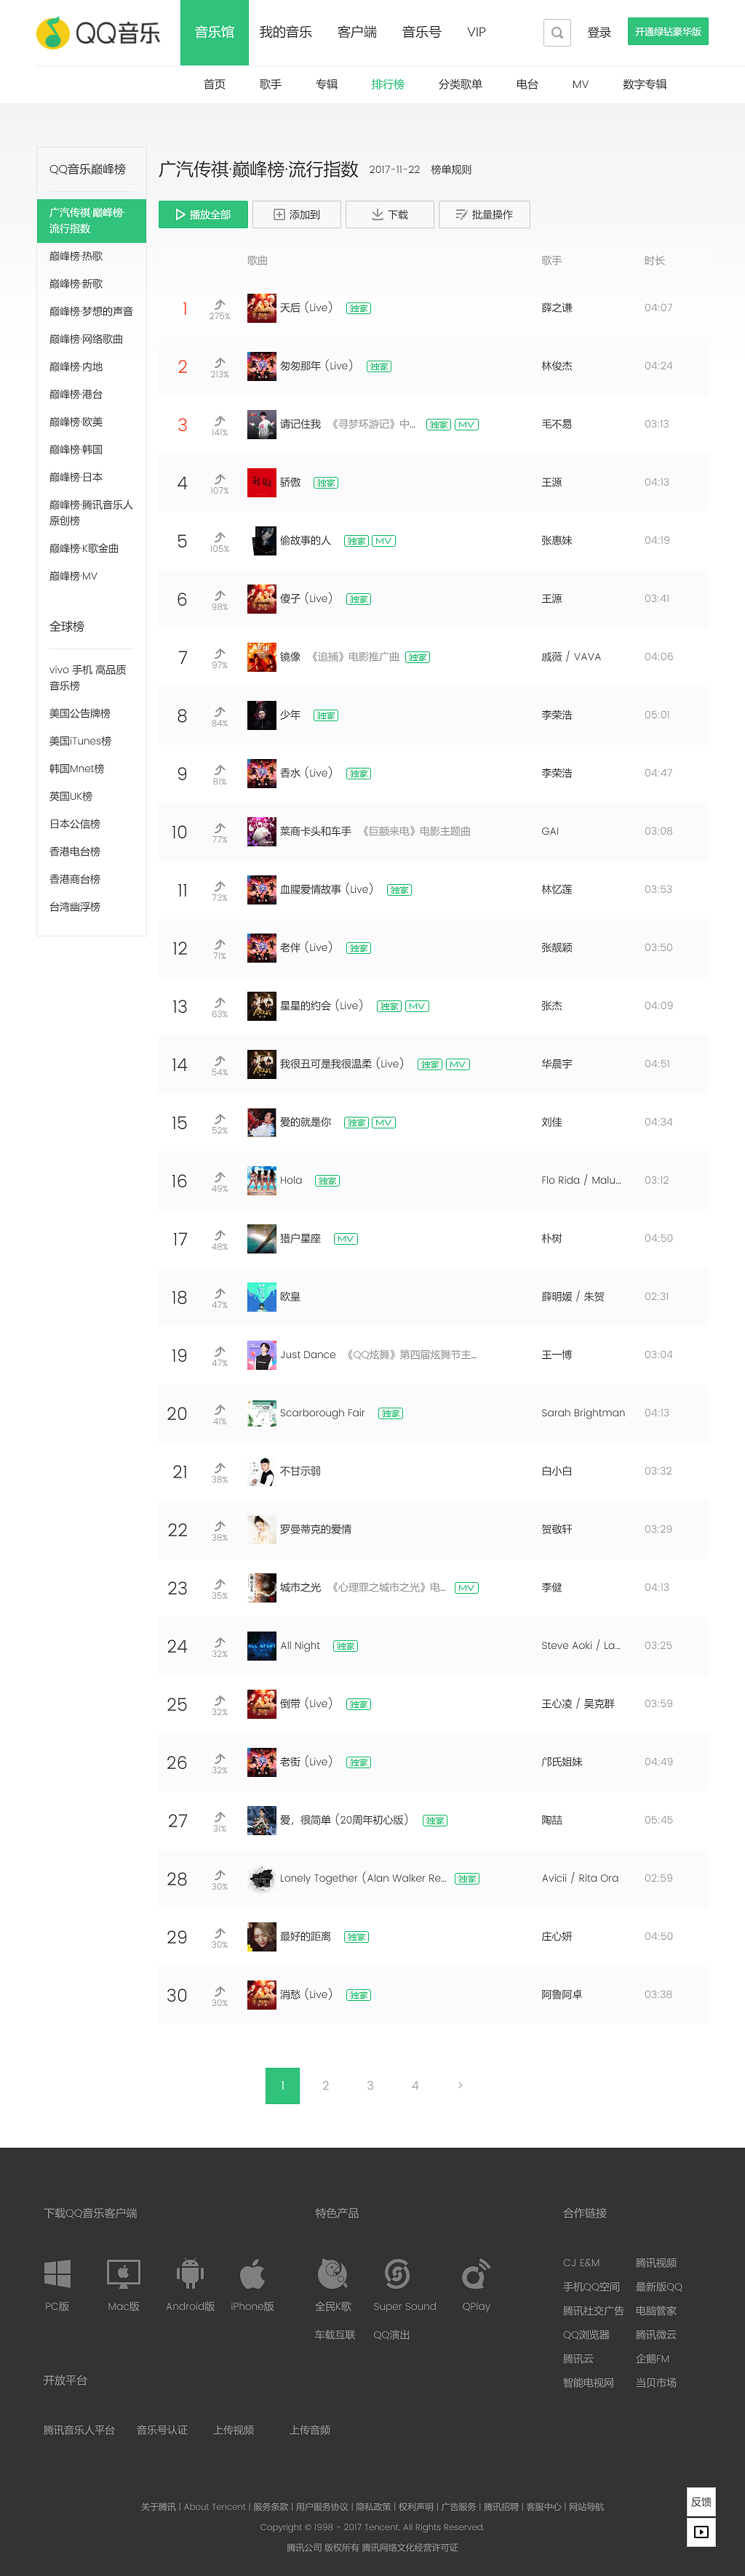 QQ音乐
音乐馆 我的音乐 客户端 音乐号 VIP 登录 开通绿钻豪华版
首页 歌手 专辑 排行榜 分类歌单 电台 MV 数字专辑
QQ音乐巅峰榜
广汽传祺·巅峰榜·
流行指数
巅峰榜·热歌
巅峰榜·新歌
巅峰榜·梦想的声音
巅峰榜·网络歌曲
巅峰榜·内地
巅峰榜·港台
巅峰榜·欧美
巅峰榜·韩国
巅峰榜·日本
巅峰榜·腾讯音乐人
原创榜
巅峰榜·K歌金曲
巅峰榜·MV
全球榜
vivo 手机 高品质
音乐榜
美国公告牌榜
美国iTunes榜
韩国Mnet榜
英国UK榜
日本公信榜
香港电台榜
香港商台榜
台湾幽浮榜
广汽传祺·巅峰榜·流行指数 2017-11-22 榜单规则
播放全部 添加到 下载 批量操作
歌曲 歌手 时长
1 275% 天后 (Live) 独家 薛之谦 04:07
2 213% 匆匆那年 (Live) 独家 林俊杰 04:24
3 141% 请记住我 《寻梦环游记》中... 独家 MV 毛不易 03:13
4 107% 骄傲 独家 王源 04:13
5 105% 偷故事的人 独家 MV 张惠妹 04:19
6 98% 傻子 (Live) 独家 王源 03:41
7 97% 镜像 《追捕》电影推广曲 独家 戚薇 / VAVA 04:06
8 84% 少年 独家 李荣浩 05:01
9 81% 香水 (Live) 独家 李荣浩 04:47
10 77% 菜商卡头和车手 《巨额来电》电影主题曲 GAI 03:08
11 73% 血腥爱情故事 (Live) 独家 林忆莲 03:53
12 71% 老伴 (Live) 独家 张靓颖 03:50
13 63% 星星的约会 (Live) 独家 MV 张杰 04:09
14 54% 我很丑可是我很温柔 (Live) 独家 MV 华晨宇 04:51
15 52% 爱的就是你 独家 MV 刘佳 04:34
16 49% Hola 独家 Flo Rida / Malu... 03:12
17 48% 猎户星座 MV 朴树 04:50
18 47% 欧皇 薛明媛 / 朱贺 02:31
19 47% Just Dance 《QQ炫舞》第四届炫舞节主... 王一博 03:04
20 41% Scarborough Fair 独家 Sarah Brightman 04:13
21 38% 不甘示弱 白小白 03:32
22 38% 罗曼蒂克的爱情 贺敬轩 03:29
23 35% 城市之光 《心理罪之城市之光》电... MV 李健 04:13
24 32% All Night 独家 Steve Aoki / La... 03:25
25 32% 倒带 (Live) 独家 王心凌 / 吴克群 03:59
26 32% 老街 (Live) 独家 邝氏姐妹 04:49
27 31% 爱，很简单 (20周年初心版) 独家 陶喆 05:45
28 30% Lonely Together (Alan Walker Re... 独家 Avicii / Rita Ora 02:59
29 30% 最好的距离 独家 庄心妍 04:50
30 30% 消愁 (Live) 独家 阿鲁阿卓 03:38
1 2 3 4 >
下载QQ音乐客户端
PC版 Mac版 Android版 iPhone版
特色产品
全民K歌 Super Sound QPlay
车载互联 QQ演出
合作链接
CJ E&M 腾讯视频
手机QQ空间 最新版QQ
腾讯社交广告 电脑管家
QQ浏览器 腾讯微云
腾讯云 企鹅FM
智能电视网 当贝市场
开放平台
腾讯音乐人平台 音乐号认证 上传视频 上传音频
关于腾讯 | About Tencent | 服务条款 | 用户服务协议 | 隐私政策 | 权利声明 | 广告服务 | 腾讯招聘 | 客服中心 | 网站导航
Copyright © 1998 - 2017 Tencent. All Rights Reserved.
腾讯公司 版权所有 腾讯网络文化经营许可证
反馈